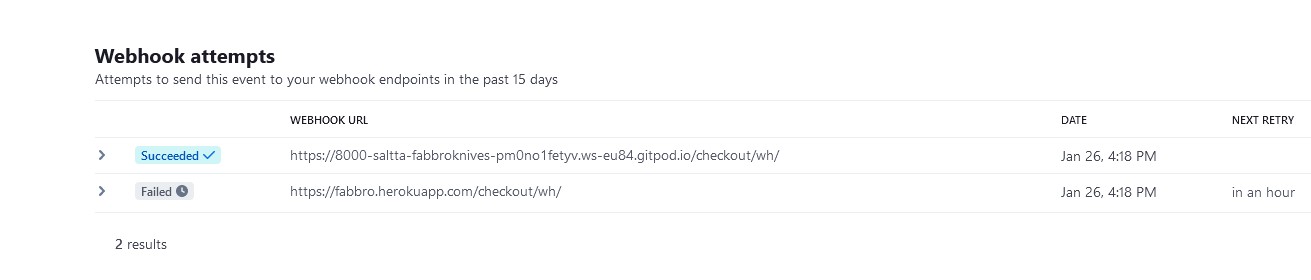 Webhook attempts
Attempts to send this event to your webhook endpoints in the past 15 days
WEBHOOK URL DATE NEXT RETRY
Succeeded https://8000-saltta-fabbroknives-pm0no1fetyv.ws-eu84.gitpod.io/checkout/wh/ Jan 26, 4:18 PM
Failed https://fabbro.herokuapp.com/checkout/wh/ Jan 26, 4:18 PM in an hour
2 results